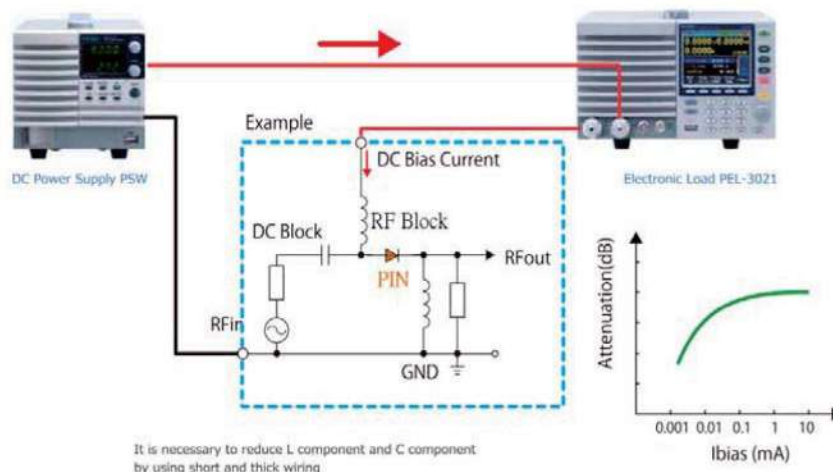 Example
DC Bias Current
DC Power Supply PSW
Electronic Load PEL-3021
RF Block
DC Block
PIN
RFout
RFin
GND
Attenuation(dB)
0.001 0.01 0.1 1 10
Ibias (mA)
It is necessary to reduce L component and C component
by using short and thick wiring